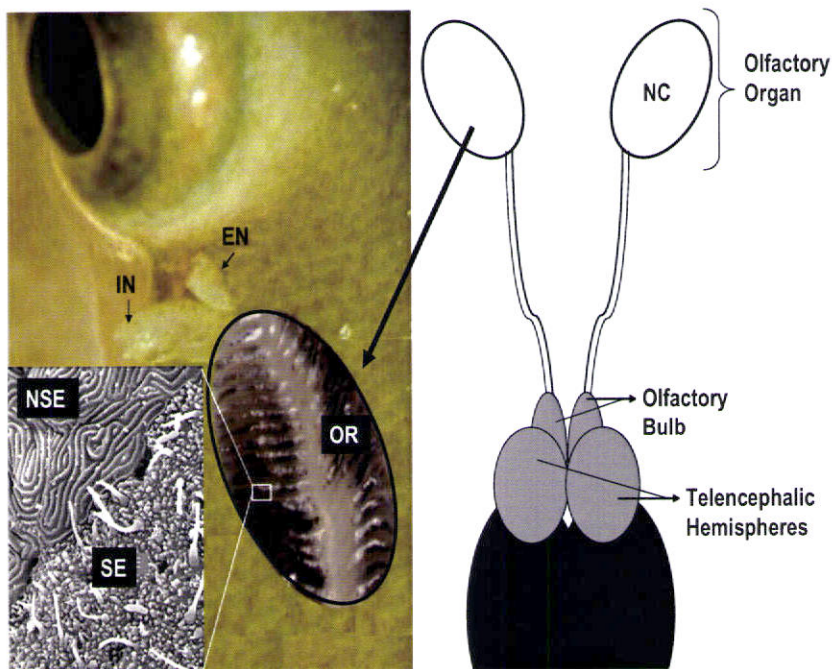 EN
IN
NSE
SE
OR
NC
Olfactory
Organ
Olfactory
Bulb
Telencephalic
Hemispheres